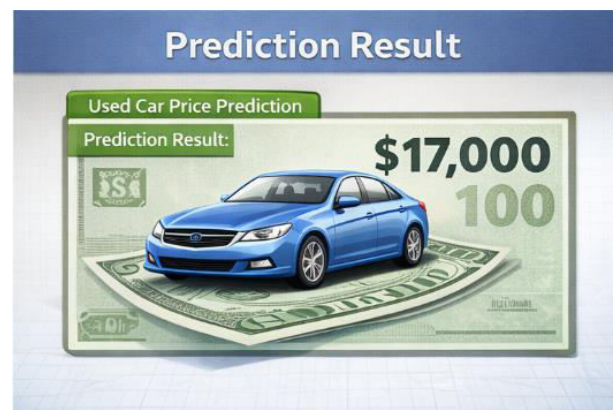 Prediction Result
Used Car Price Prediction
Prediction Result:
$17,000
100